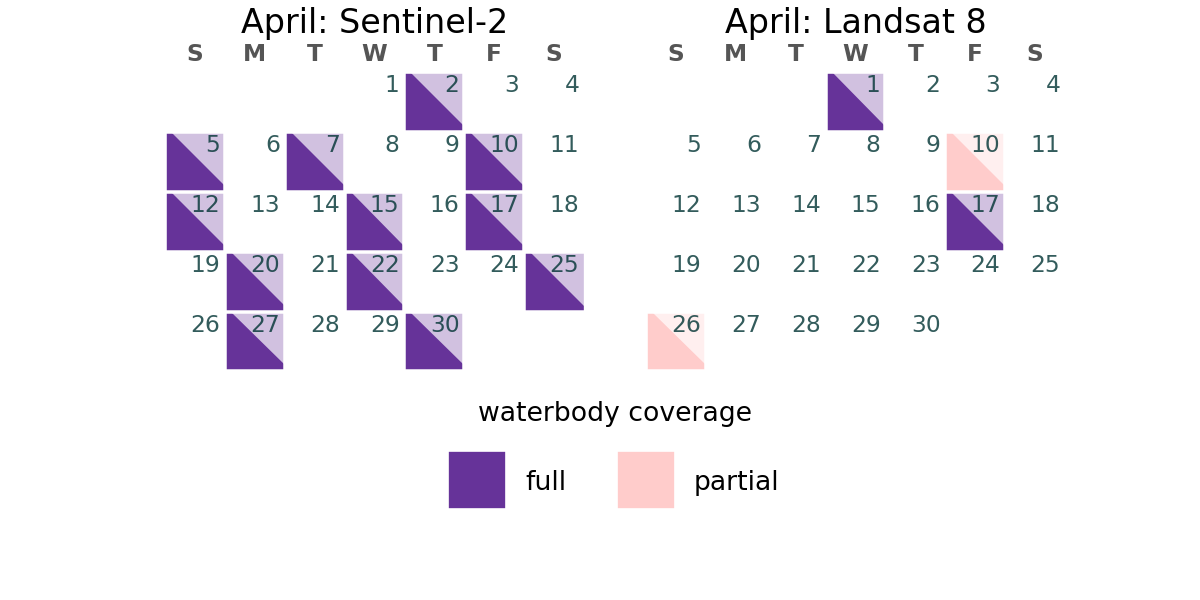 April: Sentinel-2
S M T W T F S
1 2 3 4
5 6 7 8 9 10 11
12 13 14 15 16 17 18
19 20 21 22 23 24 25
26 27 28 29 30
April: Landsat 8
S M T W T F S
1 2 3 4
5 6 7 8 9 10 11
12 13 14 15 16 17 18
19 20 21 22 23 24 25
26 27 28 29 30
waterbody coverage
full partial